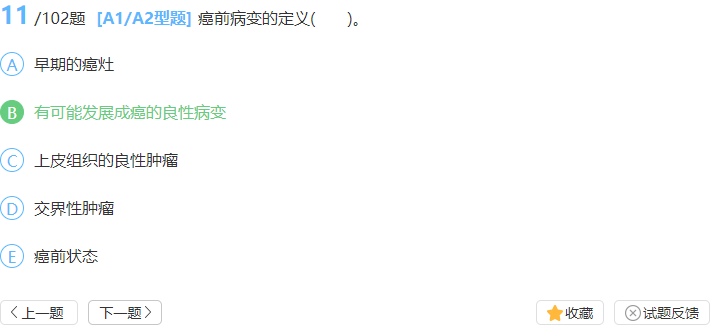 11 /102题 [A1/A2型题] 癌前病变的定义(　　)。
A 早期的癌灶
B 有可能发展成癌的良性病变
C 上皮组织的良性肿瘤
D 交界性肿瘤
E 癌前状态
上一题 下一题 收藏 试题反馈